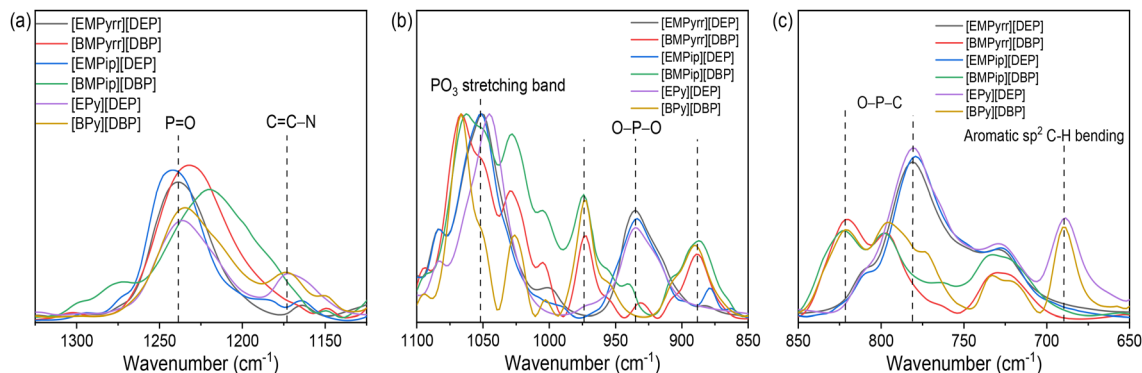 (a)
[EMPyrr][DEP]
[BMPyrr][DBP]
[EMPip][DEP]
[BMPip][DBP]
[EPy][DEP]
[BPy][DBP]
P=O
C=C–N
1300 1250 1200 1150
Wavenumber (cm⁻¹)
(b)
[EMPyrr][DEP]
[BMPyrr][DBP]
[EMPip][DEP]
[BMPip][DBP]
[EPy][DEP]
[BPy][DBP]
PO₃ stretching band
O–P–O
1100 1050 1000 950 900 850
Wavenumber (cm⁻¹)
(c)
[EMPyrr][DEP]
[BMPyrr][DBP]
[EMPip][DEP]
[BMPip][DBP]
[EPy][DEP]
[BPy][DBP]
O–P–C
Aromatic sp² C-H bending
850 800 750 700 650
Wavenumber (cm⁻¹)